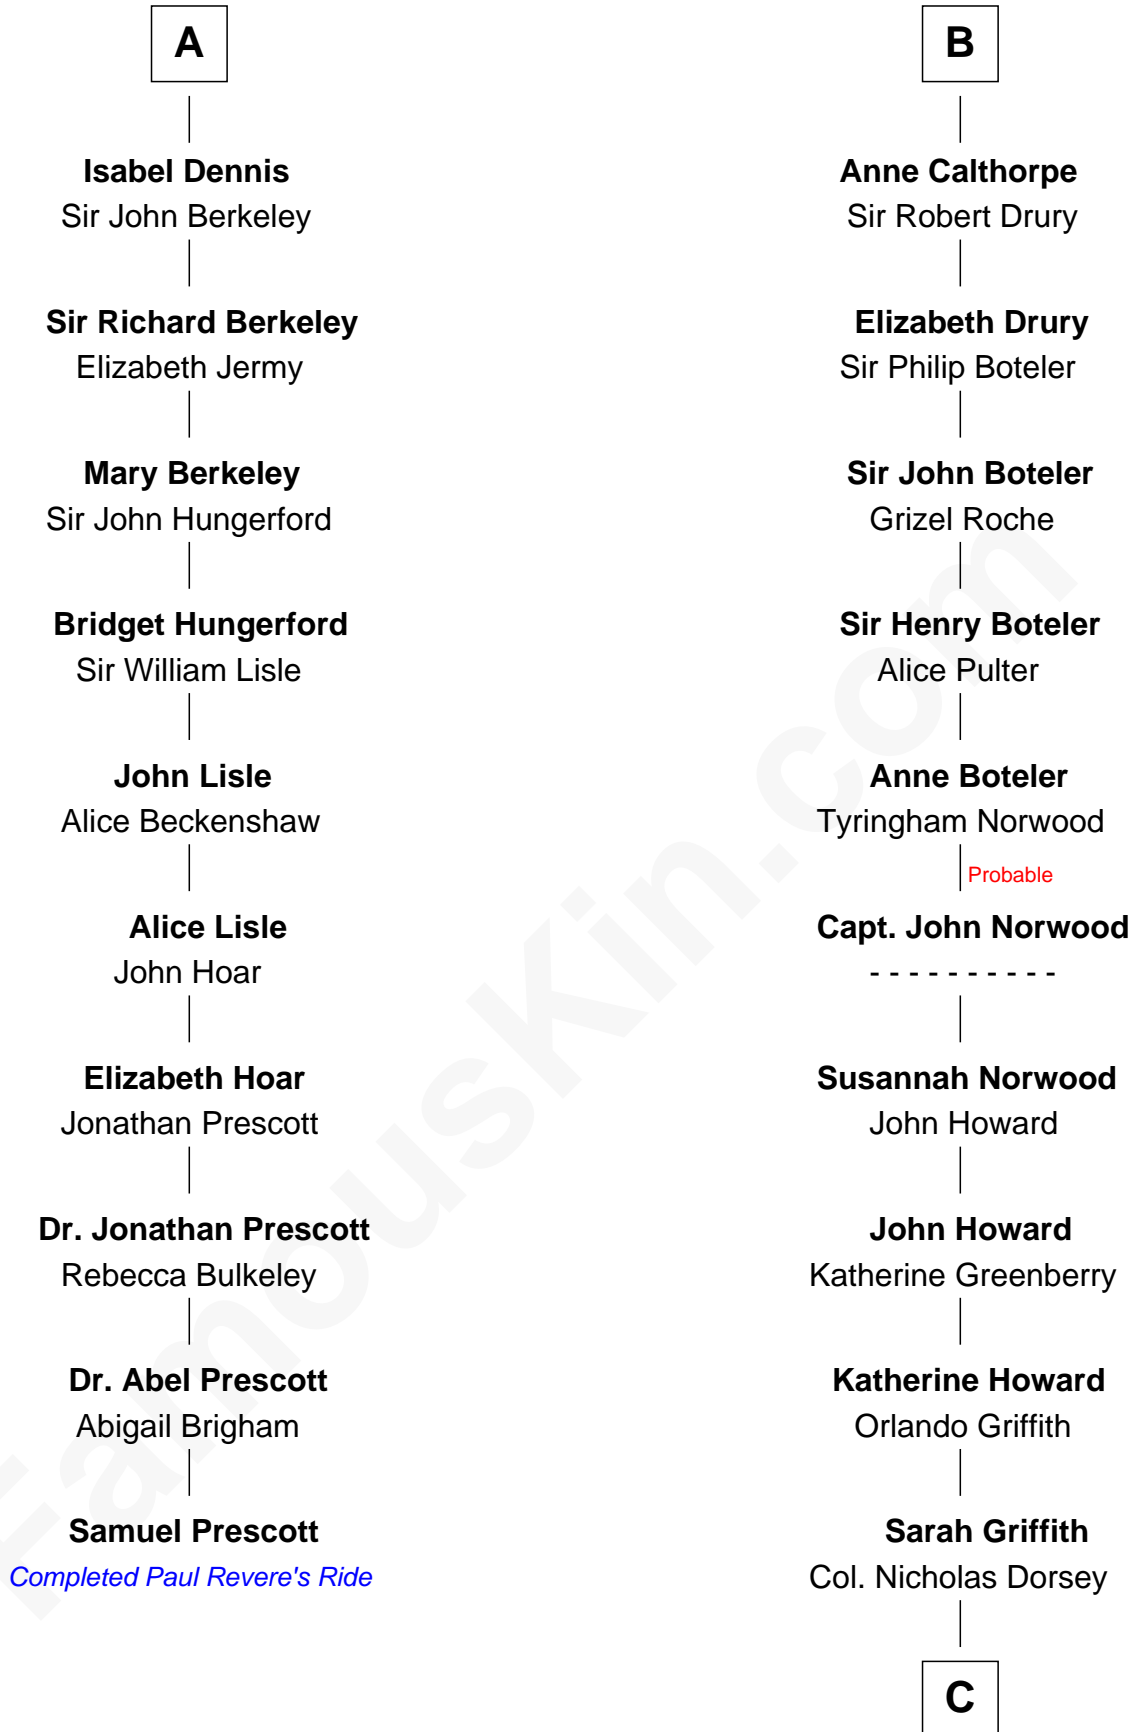 A
Isabel Dennis
Sir John Berkeley
Sir Richard Berkeley
Elizabeth Jermy
Mary Berkeley
Sir John Hungerford
Bridget Hungerford
Sir William Lisle
John Lisle
Alice Beckenshaw
Alice Lisle
John Hoar
Elizabeth Hoar
Jonathan Prescott
Dr. Jonathan Prescott
Rebecca Bulkeley
Dr. Abel Prescott
Abigail Brigham
Samuel Prescott
Completed Paul Revere's Ride
B
Anne Calthorpe
Sir Robert Drury
Elizabeth Drury
Sir Philip Boteler
Sir John Boteler
Grizel Roche
Sir Henry Boteler
Alice Pulter
Anne Boteler
Tyringham Norwood
Probable
Capt. John Norwood
- - - - - - - - - -
Susannah Norwood
John Howard
John Howard
Katherine Greenberry
Katherine Howard
Orlando Griffith
Sarah Griffith
Col. Nicholas Dorsey
C
FamousKin.com